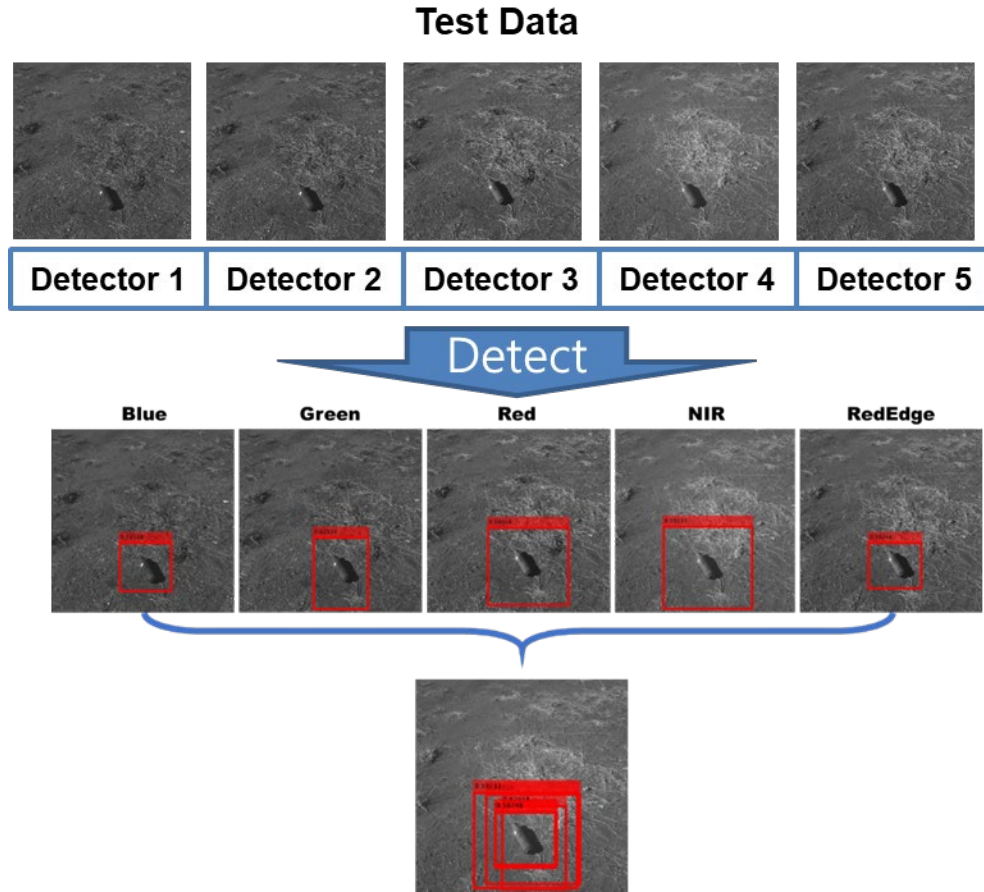 Test Data
Detector 1
Detector 2
Detector 3
Detector 4
Detector 5
Detect
Blue
Green
Red
NIR
RedEdge